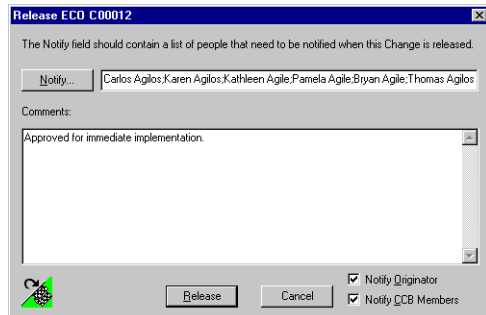 Release ECO C00012
The Notify field should contain a list of people that need to be notified when this Change is released.
Notify... Carlos Agilos;Karen Agilos;Kathleen Agile;Pamela Agile;Bryan Agile;Thomas Agilos
Comments:
Approved for immediate implementation.
Notify Originator
Release Cancel Notify CCB Members